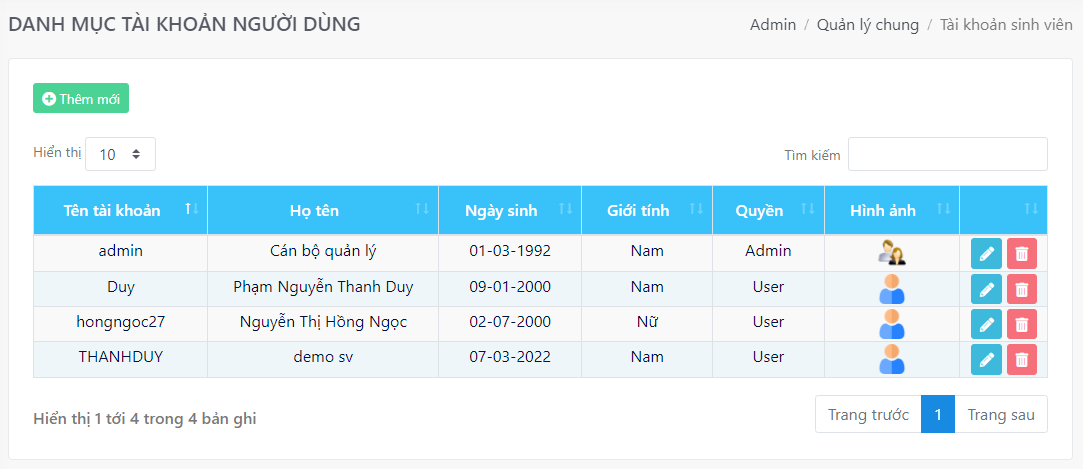 DANH MỤC TÀI KHOẢN NGƯỜI DÙNG Admin / Quản lý chung / Tài khoản sinh viên
Thêm mới
Hiển thị 10 Tìm kiếm
Tên tài khoản Họ tên Ngày sinh Giới tính Quyền Hình ảnh
admin Cán bộ quản lý 01-03-1992 Nam Admin
Duy Phạm Nguyễn Thanh Duy 09-01-2000 Nam User
hongngoc27 Nguyễn Thị Hồng Ngọc 02-07-2000 Nữ User
THANHDUY demo sv 07-03-2022 Nam User
Hiển thị 1 tới 4 trong 4 bản ghi Trang trước 1 Trang sau